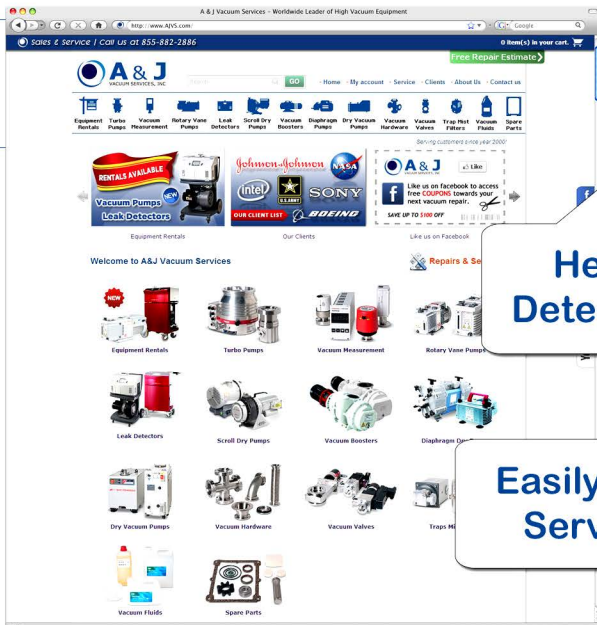 A & J Vacuum Services - Worldwide Leader of High Vacuum Equipment
http://www.AJVS.com/
Google
Sales & Service | Call us at 855-882-2886
0 item(s) in your cart.
Free Repair Estimate
A & J
VACUUM SERVICES, INC
Search
GO
Home
My account
Service
Clients
About Us
Contact us
Equipment Rentals
Turbo Pumps
Vacuum Measurement
Rotary Vane Pumps
Leak Detectors
Scroll Dry Pumps
Vacuum Boosters
Diaphragm Pumps
Dry Vacuum Pumps
Vacuum Hardware
Vacuum Valves
Trap Mist Filters
Vacuum Fluids
Spare Parts
Serving customers since year 2000!
RENTALS AVAILABLE
NEW
Vacuum Pumps
Leak Detectors
Johnson & Johnson
NASA
intel
U.S.ARMY
SONY
OUR CLIENT LIST
BOEING
A & J
Like
Like us on facebook to access
free COUPONS towards your
next vacuum repair.
SAVE UP TO $100 OFF
Equipment Rentals
Our Clients
Like us on Facebook
Welcome to A&J Vacuum Services
Repairs & Se
He
Dete
NEW
Equipment Rentals
Turbo Pumps
Vacuum Measurement
Rotary Vane Pumps
Leak Detectors
Scroll Dry Pumps
Vacuum Boosters
Diaphragm
Easily
Serv
Dry Vacuum Pumps
Vacuum Hardware
Vacuum Valves
Traps Mi
Vacuum Fluids
Spare Parts